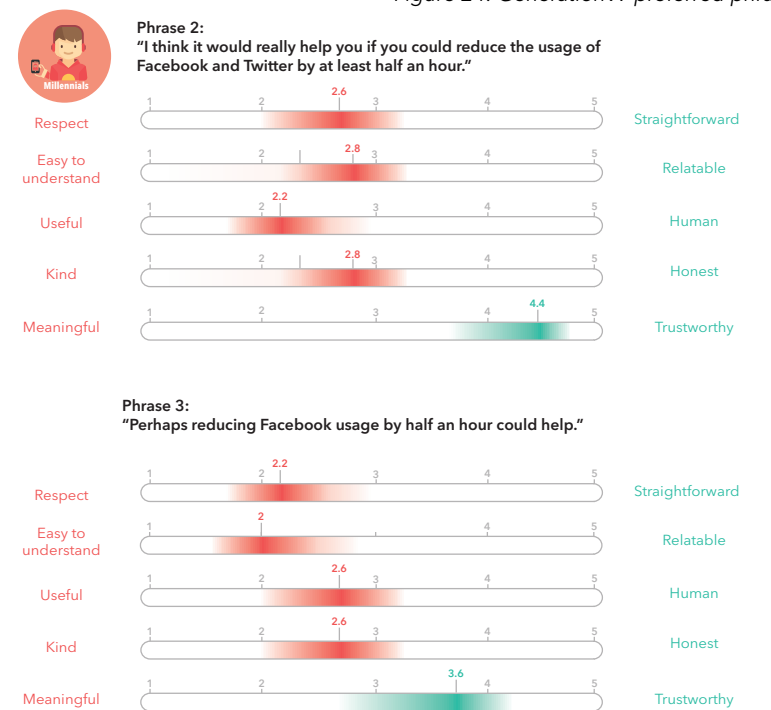 Phrase 2:
"I think it would really help you if you could reduce the usage of
Facebook and Twitter by at least half an hour."
Millennials
2.6
1 2 3 4 5
Respect
Straightforward
2.8
1 2 3 4 5
Easy to
understand
Relatable
2.2
1 2 3 4 5
Useful
Human
2.8
1 2 3 4 5
Kind
Honest
4.4
1 2 3 4 5
Meaningful
Trustworthy
Phrase 3:
"Perhaps reducing Facebook usage by half an hour could help."
2.2
1 2 3 4 5
Respect
Straightforward
2
1 4 5
Easy to
understand
Relatable
2.6
1 2 3 4 5
Useful
Human
2.6
1 2 3 4 5
Kind
Honest
3.6
1 2 3 4 5
Meaningful
Trustworthy